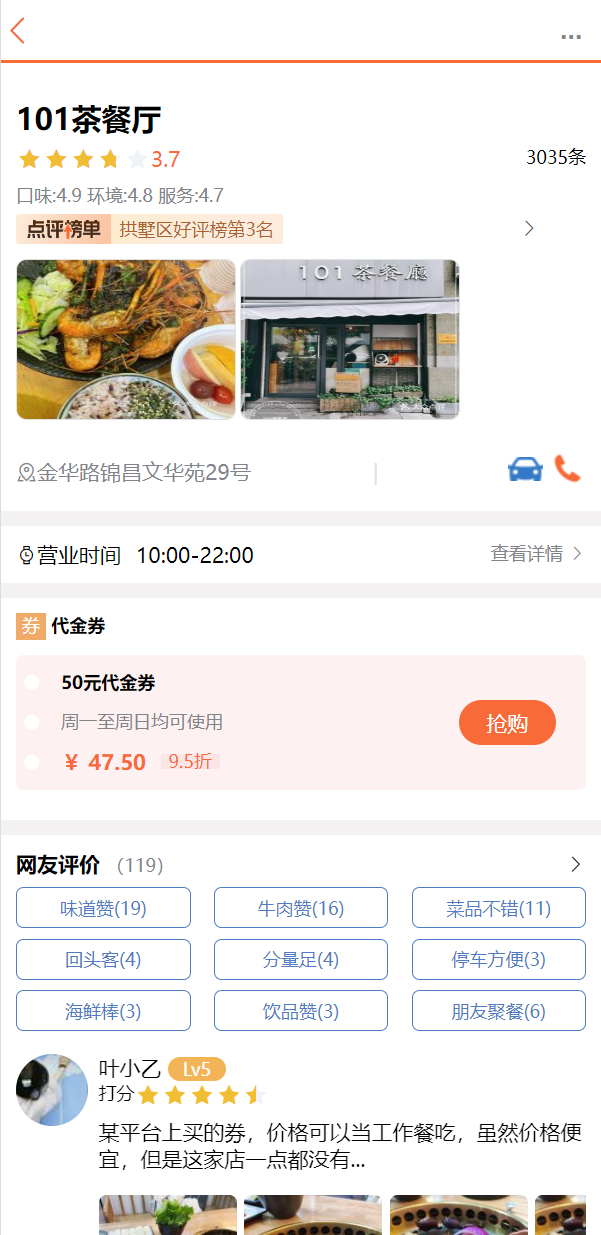 ...
101茶餐厅
3.7
3035条
口味:4.9 环境:4.8 服务:4.7
点评榜单 拱墅区好评榜第3名
101茶餐廳
金华路锦昌文华苑29号
营业时间 10:00-22:00
查看详情
券 代金券
50元代金券
周一至周日均可使用
抢购
¥ 47.50 9.5折
网友评价 （119）
味道赞(19) 牛肉赞(16) 菜品不错(11)
回头客(4) 分量足(4) 停车方便(3)
海鲜棒(3) 饮品赞(3) 朋友聚餐(6)
叶小乙 Lv5
打分
某平台上买的券，价格可以当工作餐吃，虽然价格便
宜，但是这家店一点都没有...